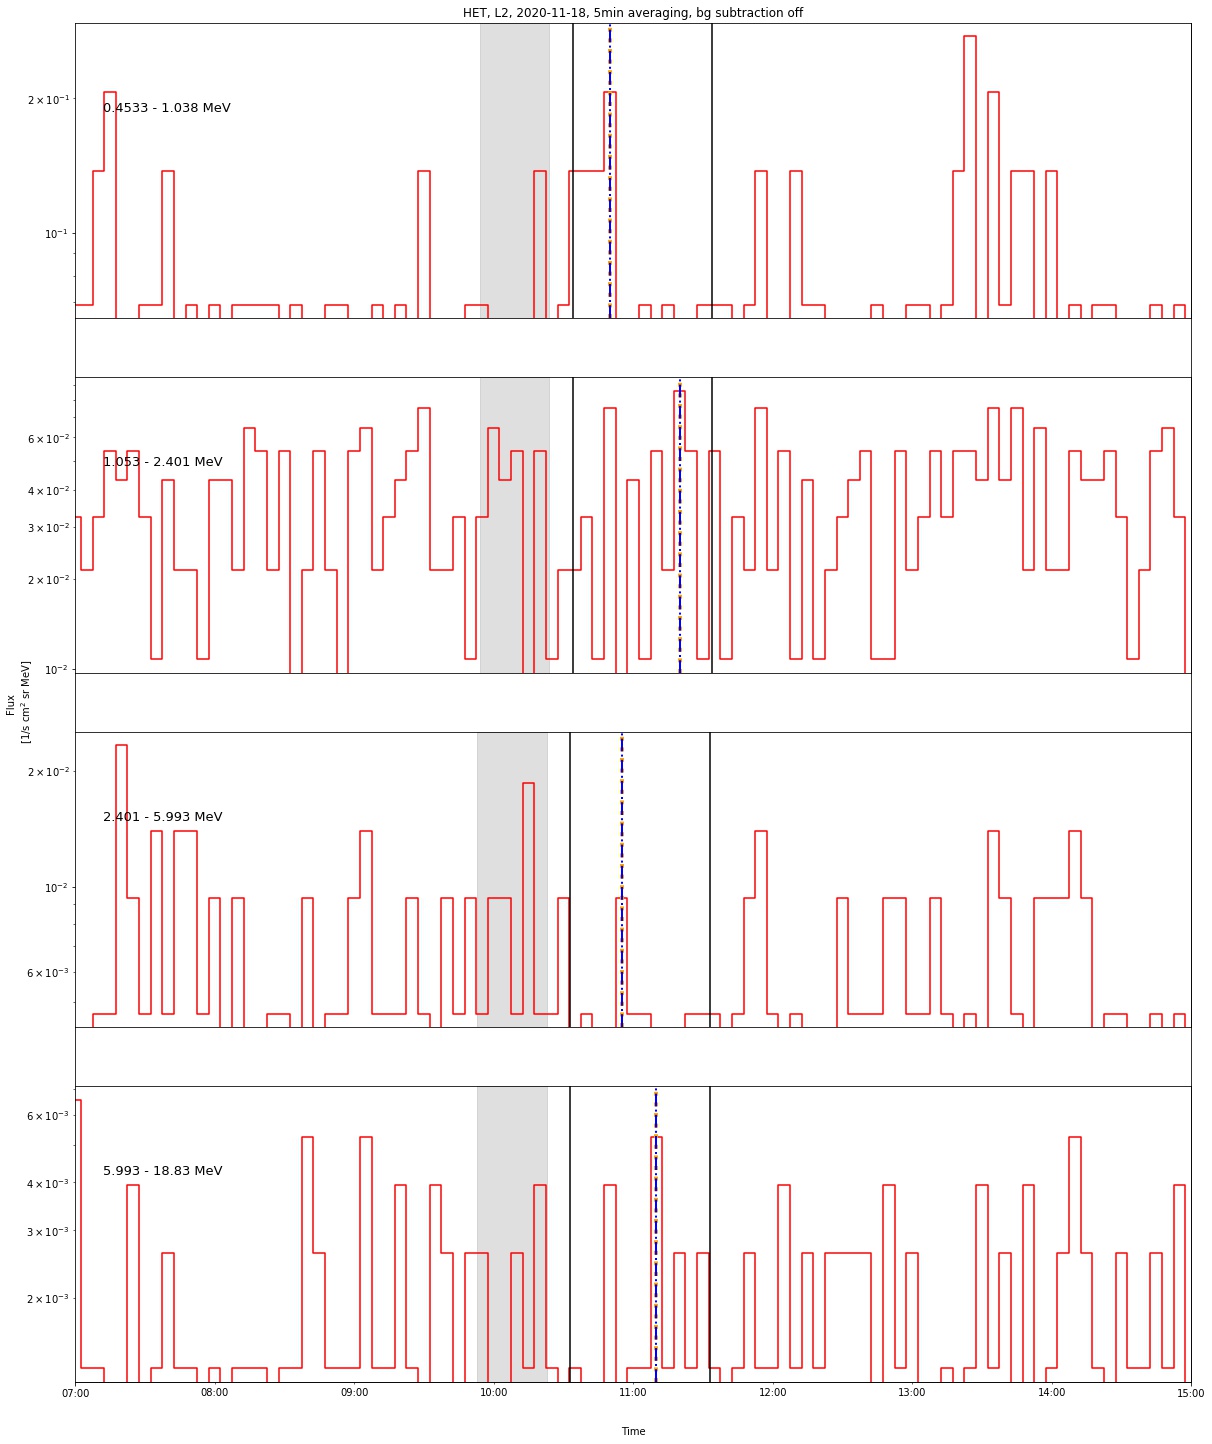 HET, L2, 2020-11-18, 5min averaging, bg subtraction off
2 × 10⁻¹
0.4533 - 1.038 MeV
10⁻¹
6 × 10⁻²
1.053 - 2.401 MeV
4 × 10⁻²
3 × 10⁻²
2 × 10⁻²
10⁻²
Flux
[1/s cm² sr MeV]
2 × 10⁻²
2.401 - 5.993 MeV
10⁻²
6 × 10⁻³
6 × 10⁻³
5.993 - 18.83 MeV
4 × 10⁻³
3 × 10⁻³
2 × 10⁻³
07:00 08:00 09:00 10:00 11:00 12:00 13:00 14:00 15:00
Time